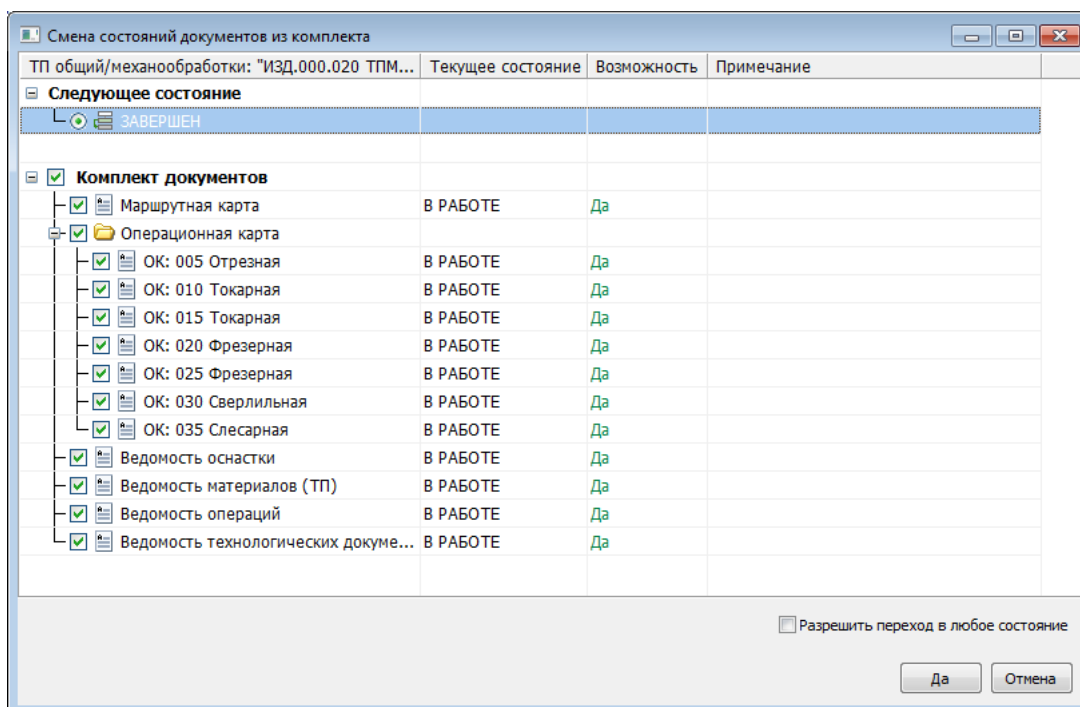 Смена состояний документов из комплекта
ТП общий/механообработки: "ИЗД.000.020 ТПМ... Текущее состояние Возможность Примечание
Следующее состояние
ЗАВЕРШЕН
Комплект документов
Маршрутная карта В РАБОТЕ Да
Операционная карта
ОК: 005 Отрезная В РАБОТЕ Да
ОК: 010 Токарная В РАБОТЕ Да
ОК: 015 Токарная В РАБОТЕ Да
ОК: 020 Фрезерная В РАБОТЕ Да
ОК: 025 Фрезерная В РАБОТЕ Да
ОК: 030 Сверлильная В РАБОТЕ Да
ОК: 035 Слесарная В РАБОТЕ Да
Ведомость оснастки В РАБОТЕ Да
Ведомость материалов (ТП) В РАБОТЕ Да
Ведомость операций В РАБОТЕ Да
Ведомость технологических докуме... В РАБОТЕ Да
Разрешить переход в любое состояние
Да Отмена